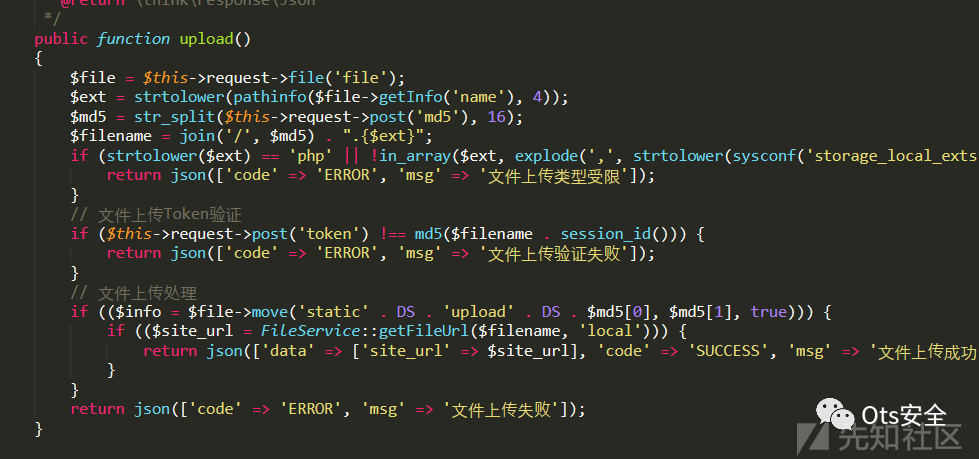 @return \think\response\Json
*/
public function upload()
{
$file = $this->request->file('file');
$ext = strtolower(pathinfo($file->getInfo('name'), 4));
$md5 = str_split($this->request->post('md5'), 16);
$filename = join('/', $md5) . ".{$ext}";
if (strtolower($ext) == 'php' || !in_array($ext, explode(',', strtolower(sysconf('storage_local_exts
return json(['code' => 'ERROR', 'msg' => '文件上传类型受限']);
}
// 文件上传Token验证
if ($this->request->post('token') !== md5($filename . session_id())) {
return json(['code' => 'ERROR', 'msg' => '文件上传验证失败']);
}
// 文件上传处理
if (($info = $file->move('static' . DS . 'upload' . DS . $md5[0], $md5[1], true))) {
if (($site_url = FileService::getFileUrl($filename, 'local'))) {
return json(['data' => ['site_url' => $site_url], 'code' => 'SUCCESS', 'msg' => '文件上传成功
}
}
return json(['code' => 'ERROR', 'msg' => '文件上传失败']);
}
Ots安全
先知社区